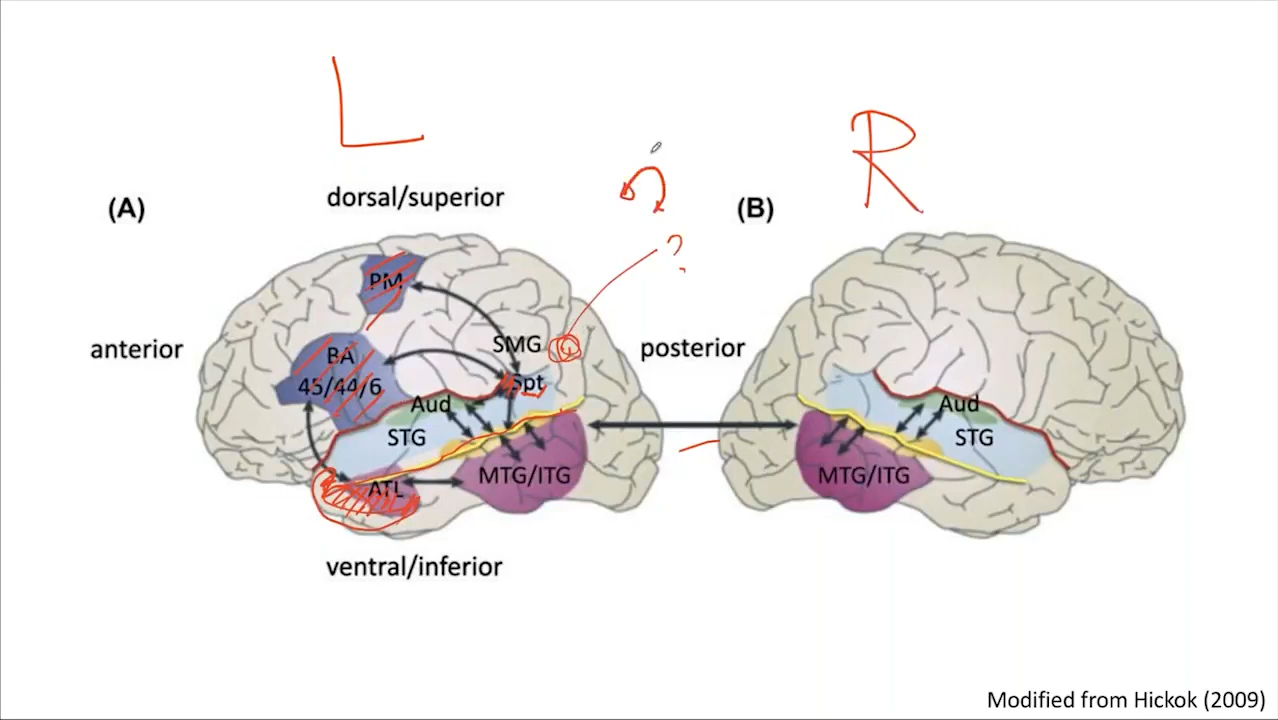 L
R
dorsal/superior
(A)
(B)
PM
?
anterior
BA
45/44/6
SMG
posterior
Spt
Aud
STG
ATL
MTG/ITG
Aud
STG
MTG/ITG
ventral/inferior
Modified from Hickok (2009)